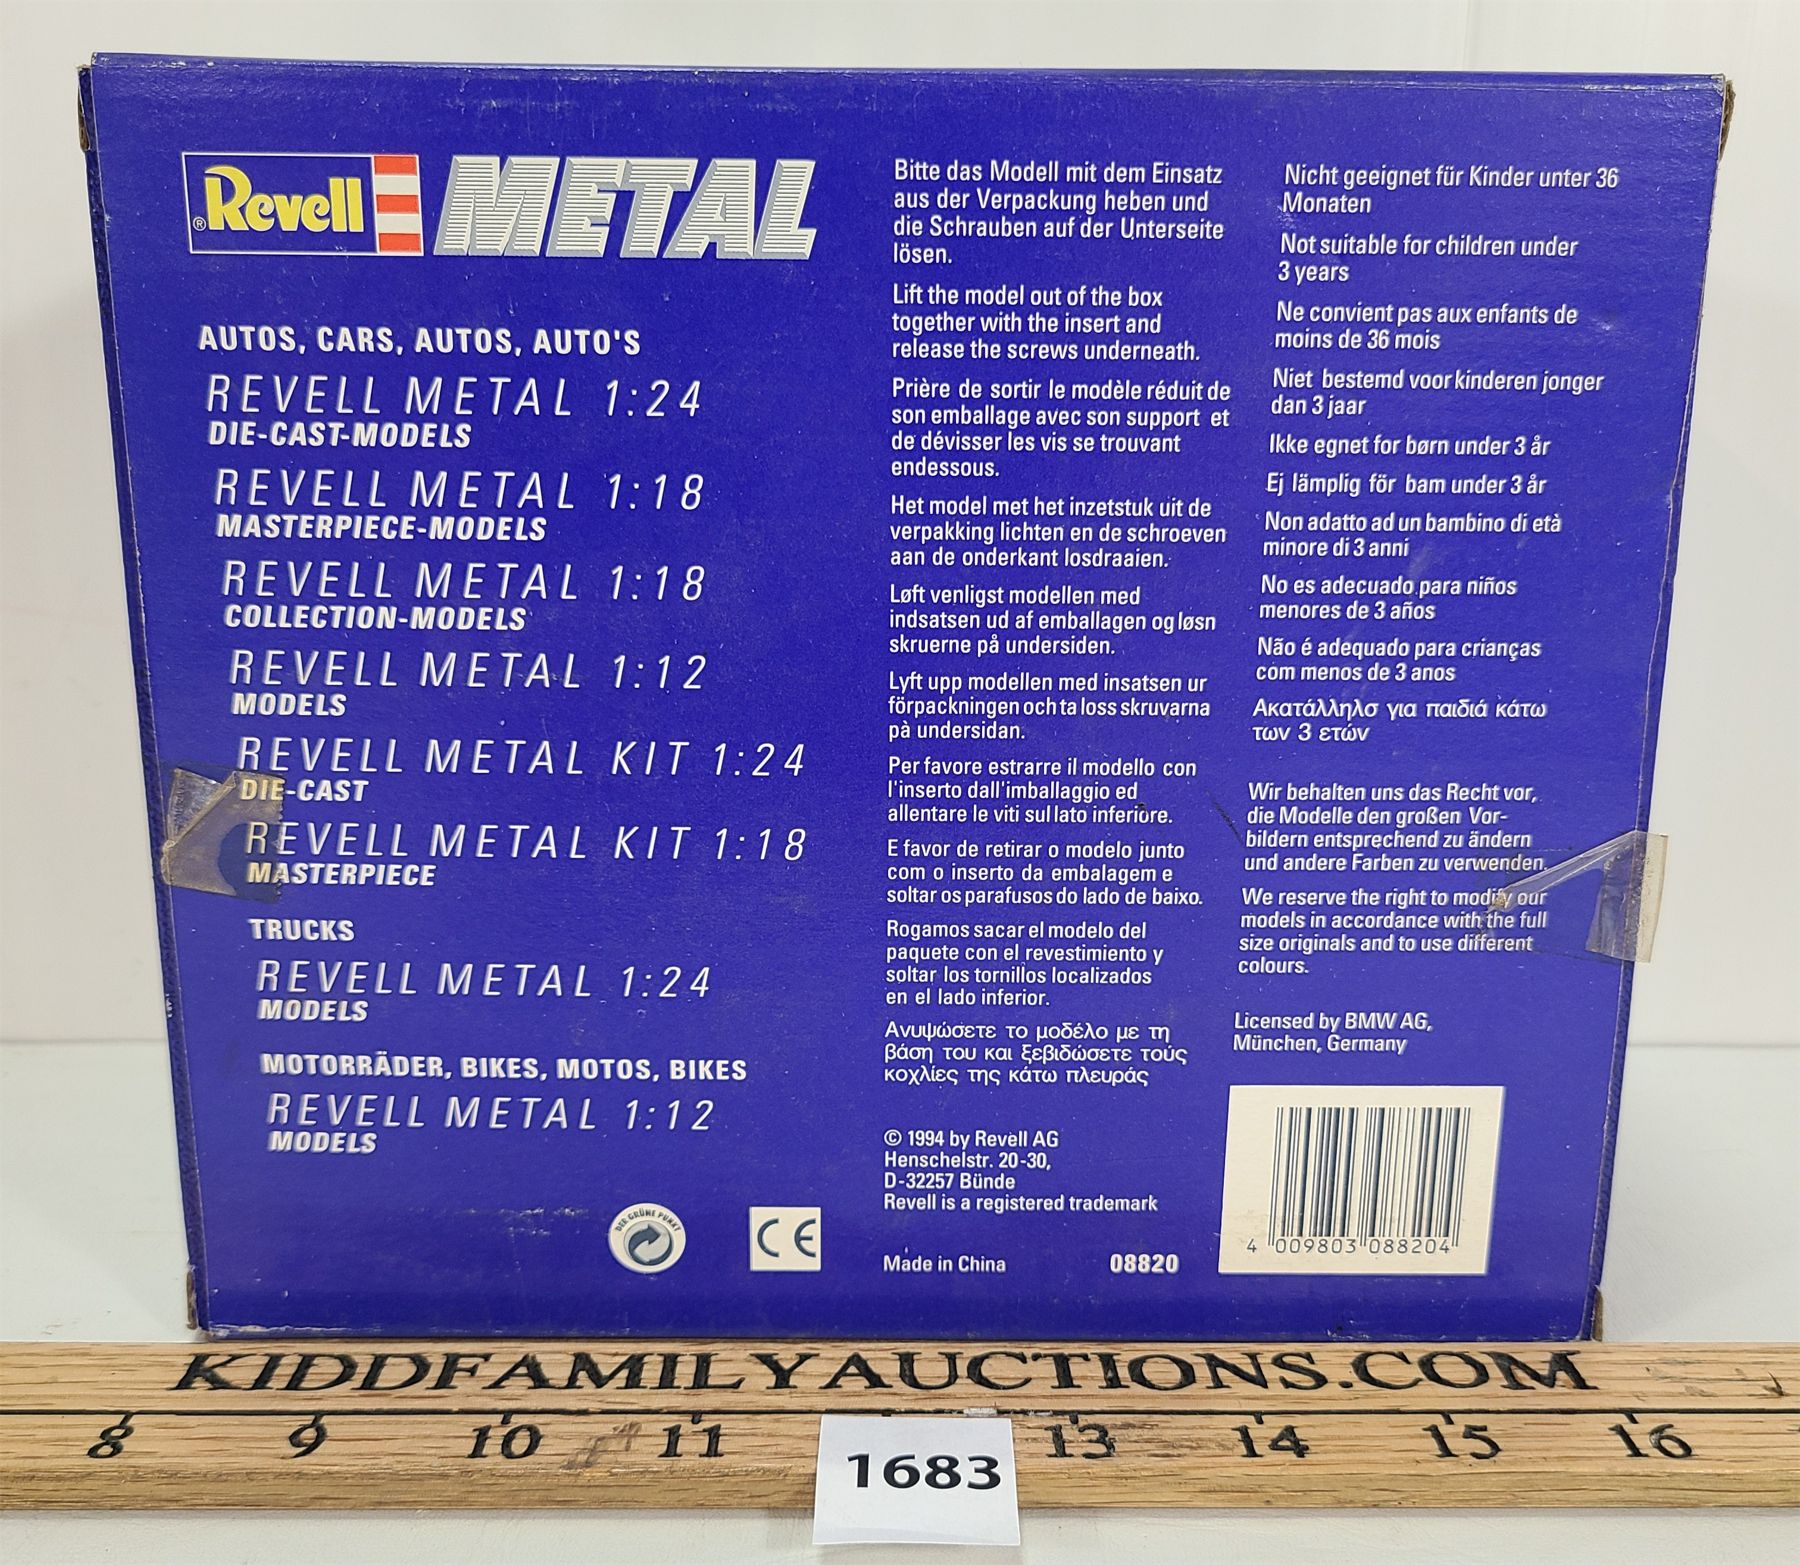 ® Revell METAL
AUTOS, CARS, AUTOS, AUTO'S
REVELL METAL 1:24
DIE-CAST-MODELS
REVELL METAL 1:18
MASTERPIECE-MODELS
REVELL METAL 1:18
COLLECTION-MODELS
REVELL METAL 1:12
MODELS
REVELL METAL KIT 1:24
DIE-CAST
REVELL METAL KIT 1:18
MASTERPIECE
TRUCKS
REVELL METAL 1:24
MODELS
MOTORRÄDER, BIKES, MOTOS, BIKES
REVELL METAL 1:12
MODELS
DER GRÜNE PUNKT
CE
Bitte das Modell mit dem Einsatz
aus der Verpackung heben und
die Schrauben auf der Unterseite
lösen.
Lift the model out of the box
together with the insert and
release the screws underneath.
Prière de sortir le modèle réduit de
son emballage avec son support et
de dévisser les vis se trouvant
endessous.
Het model met het inzetstuk uit de
verpakking lichten en de schroeven
aan de onderkant losdraaien.
Løft venligst modellen med
indsatsen ud af emballagen og løsn
skruerne på undersiden.
Lyft upp modellen med insatsen ur
förpackningen och ta loss skruvarna
pà undersidan.
Per favore estrarre il modello con
l'inserto dall'imballaggio ed
allentare le viti sul lato inferiore.
E favor de retirar o modelo junto
com o inserto da embalagem e
soltar os parafusos do lado de baixo.
Rogamos sacar el modelo del
paquete con el revestimiento y
soltar los tornillos localizados
en el lado inferior.
Ανυψώσετε το μοδέλο με τη
βάση του και ξεβιδώσετε τούς
κοχλίες της κάτω πλευράς
© 1994 by Revell AG
Henschelstr. 20-30,
D-32257 Bünde
Revell is a registered trademark
Made in China 08820
Nicht geeignet für Kinder unter 36
Monaten
Not suitable for children under
3 years
Ne convient pas aux enfants de
moins de 36 mois
Niet bestemd voor kinderen jonger
dan 3 jaar
Ikke egnet for børn under 3 år
Ej lämplig för bam under 3 år
Non adatto ad un bambino di età
minore di 3 anni
No es adecuado para niños
menores de 3 años
Não é adequado para crianças
com menos de 3 anos
Ακατάλληλσ για παιδιά κάτω
των 3 ετών
Wir behalten uns das Recht vor,
die Modelle den großen Vor-
bildern entsprechend zu ändern
und andere Farben zu verwenden.
We reserve the right to modify our
models in accordance with the full
size originals and to use different
colours.
Licensed by BMW AG,
München, Germany
4 009803 088204
KIDDFAMILYAUCTIONS.COM
8 9 10 11 13 14 15 16
1683